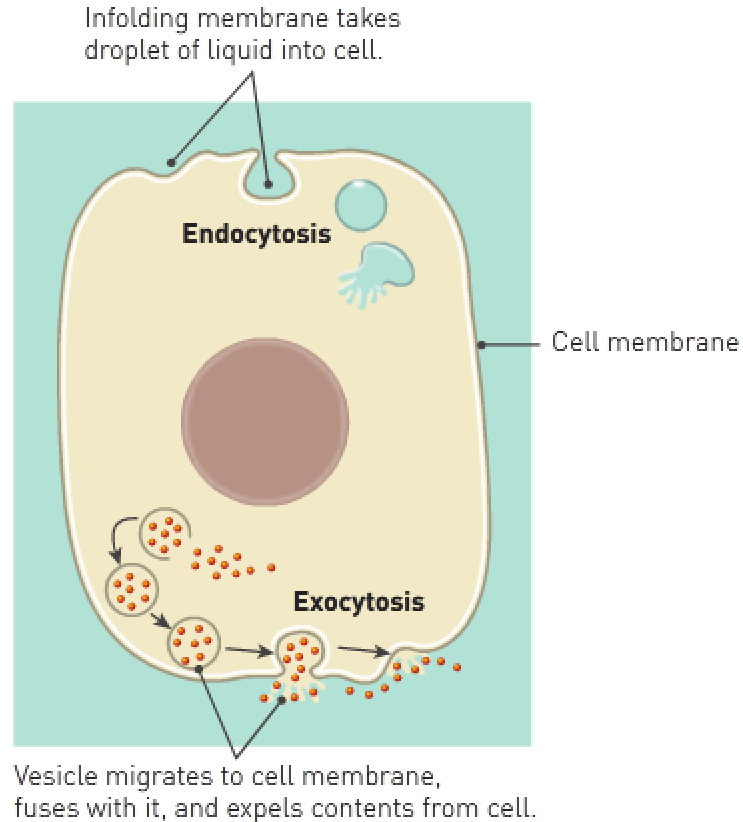 Infolding membrane takes
droplet of liquid into cell.
Endocytosis
Cell membrane
Exocytosis
Vesicle migrates to cell membrane,
fuses with it, and expels contents from cell.